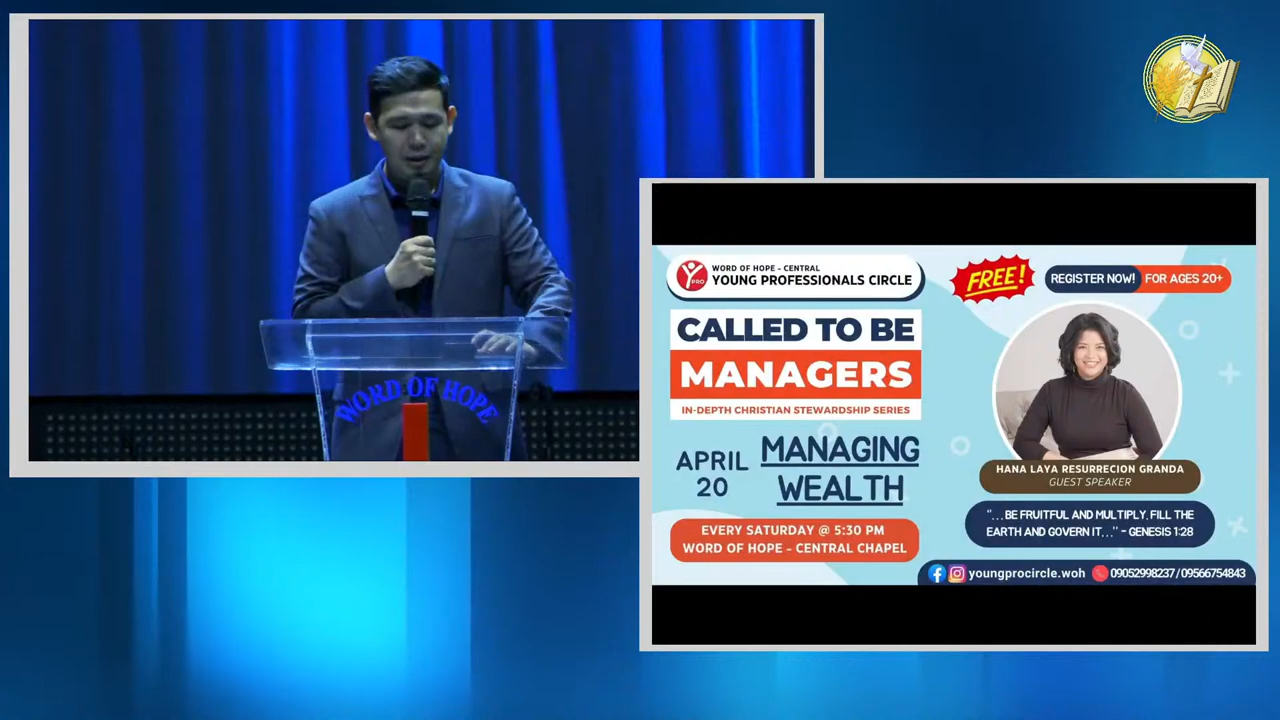 WORD OF HOPE
WORD OF HOPE - CENTRAL
YOUNG PROFESSIONALS CIRCLE
PRO
FREE!
REGISTER NOW! FOR AGES 20+
CALLED TO BE
MANAGERS
IN-DEPTH CHRISTIAN STEWARDSHIP SERIES
APRIL
20
MANAGING
WEALTH
EVERY SATURDAY @ 5:30 PM
WORD OF HOPE - CENTRAL CHAPEL
HANA LAYA RESURRECION GRANDA
GUEST SPEAKER
"...BE FRUITFUL AND MULTIPLY, FILL THE
EARTH AND GOVERN IT..." - GENESIS 1:28
youngprocircle.woh 09052998237/09566754843